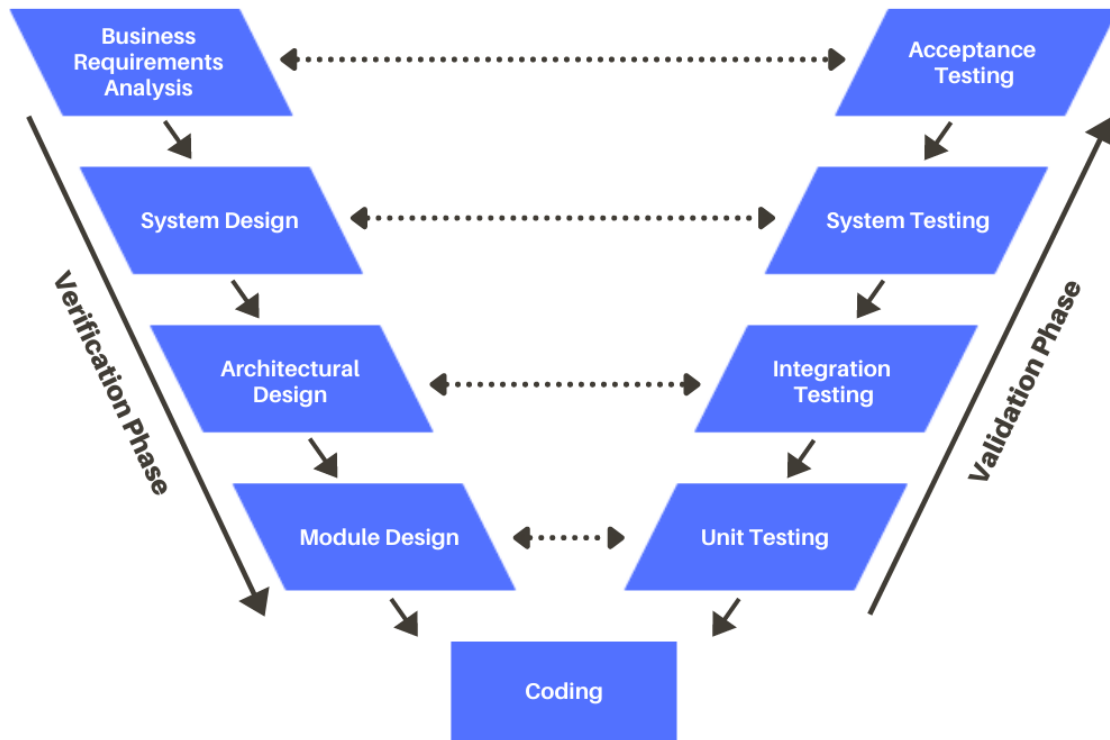 Business
Requirements
Analysis
Acceptance
Testing
System Design
System Testing
Verification Phase
Validation Phase
Architectural
Design
Integration
Testing
Module Design
Unit Testing
Coding